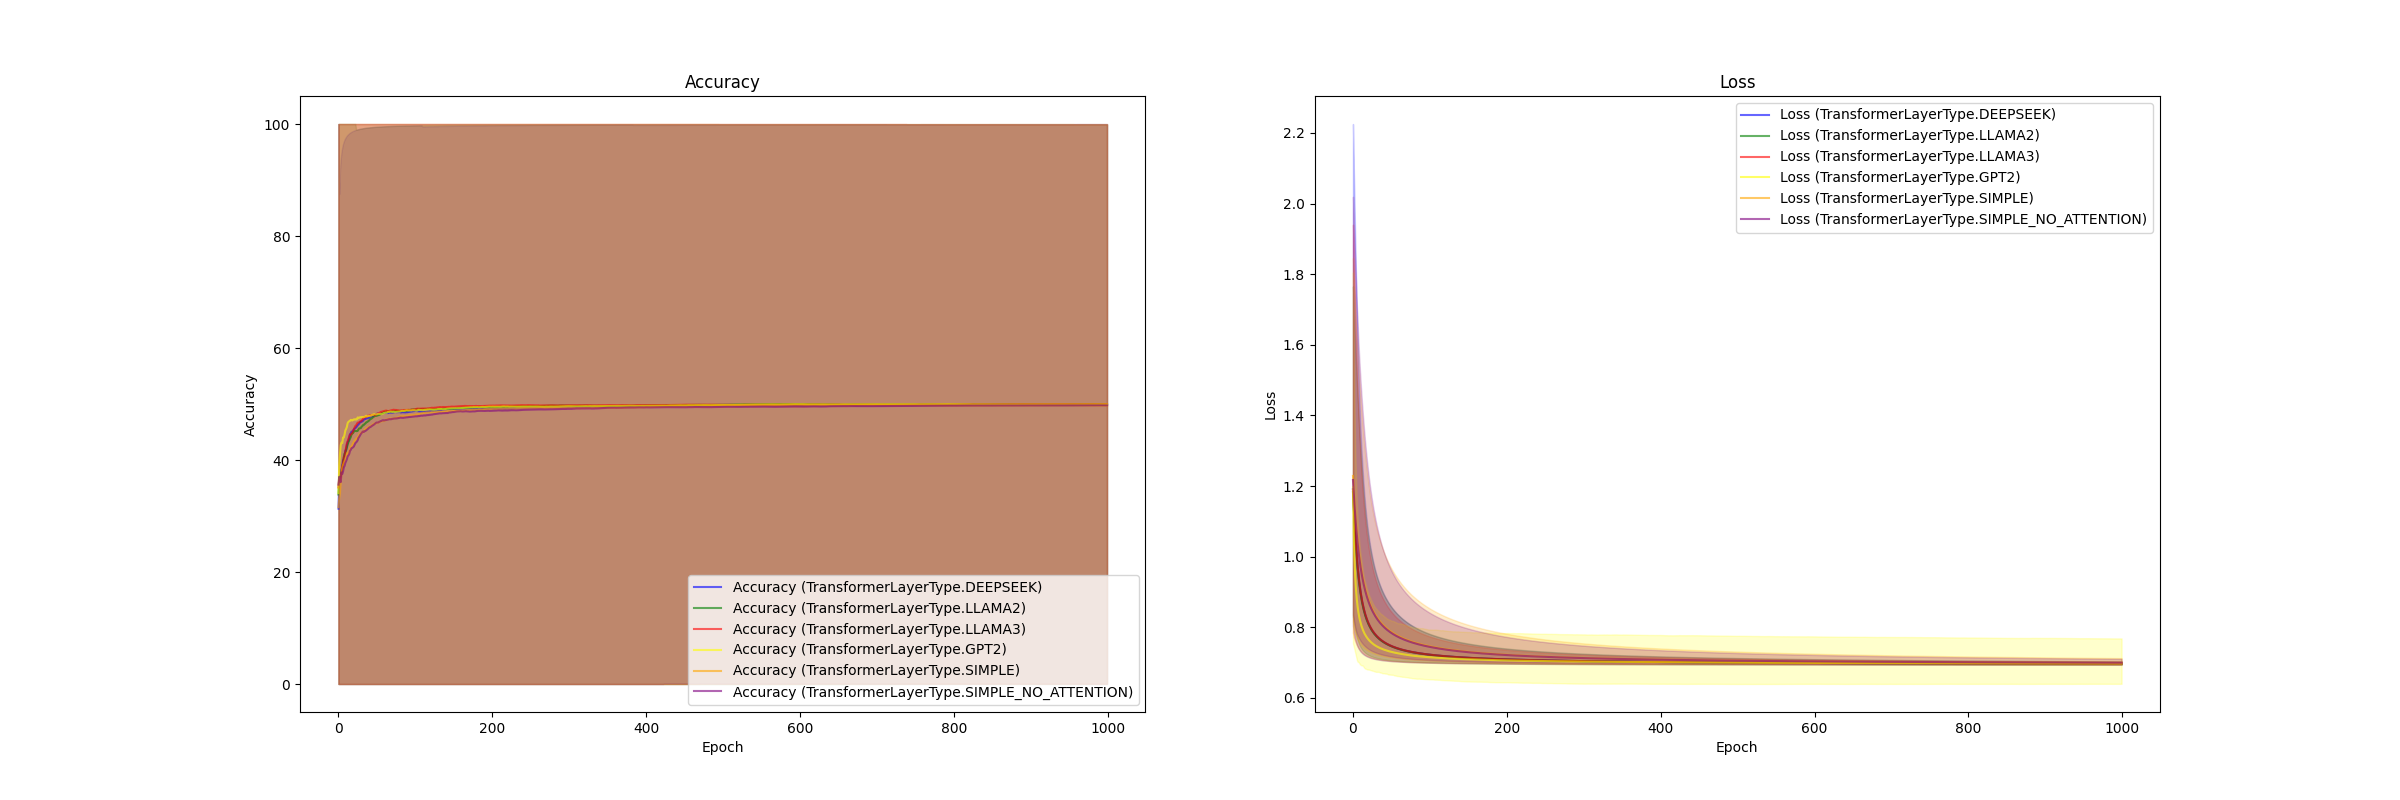 Accuracy
100
80
60
40
20
0
Accuracy
Accuracy (TransformerLayerType.DEEPSEEK)
Accuracy (TransformerLayerType.LLAMA2)
Accuracy (TransformerLayerType.LLAMA3)
Accuracy (TransformerLayerType.GPT2)
Accuracy (TransformerLayerType.SIMPLE)
Accuracy (TransformerLayerType.SIMPLE_NO_ATTENTION)
0 200 400 600 800 1000
Epoch
Loss
2.2
2.0
1.8
1.6
1.4
1.2
1.0
0.8
0.6
Loss
Loss (TransformerLayerType.DEEPSEEK)
Loss (TransformerLayerType.LLAMA2)
Loss (TransformerLayerType.LLAMA3)
Loss (TransformerLayerType.GPT2)
Loss (TransformerLayerType.SIMPLE)
Loss (TransformerLayerType.SIMPLE_NO_ATTENTION)
0 200 400 600 800 1000
Epoch